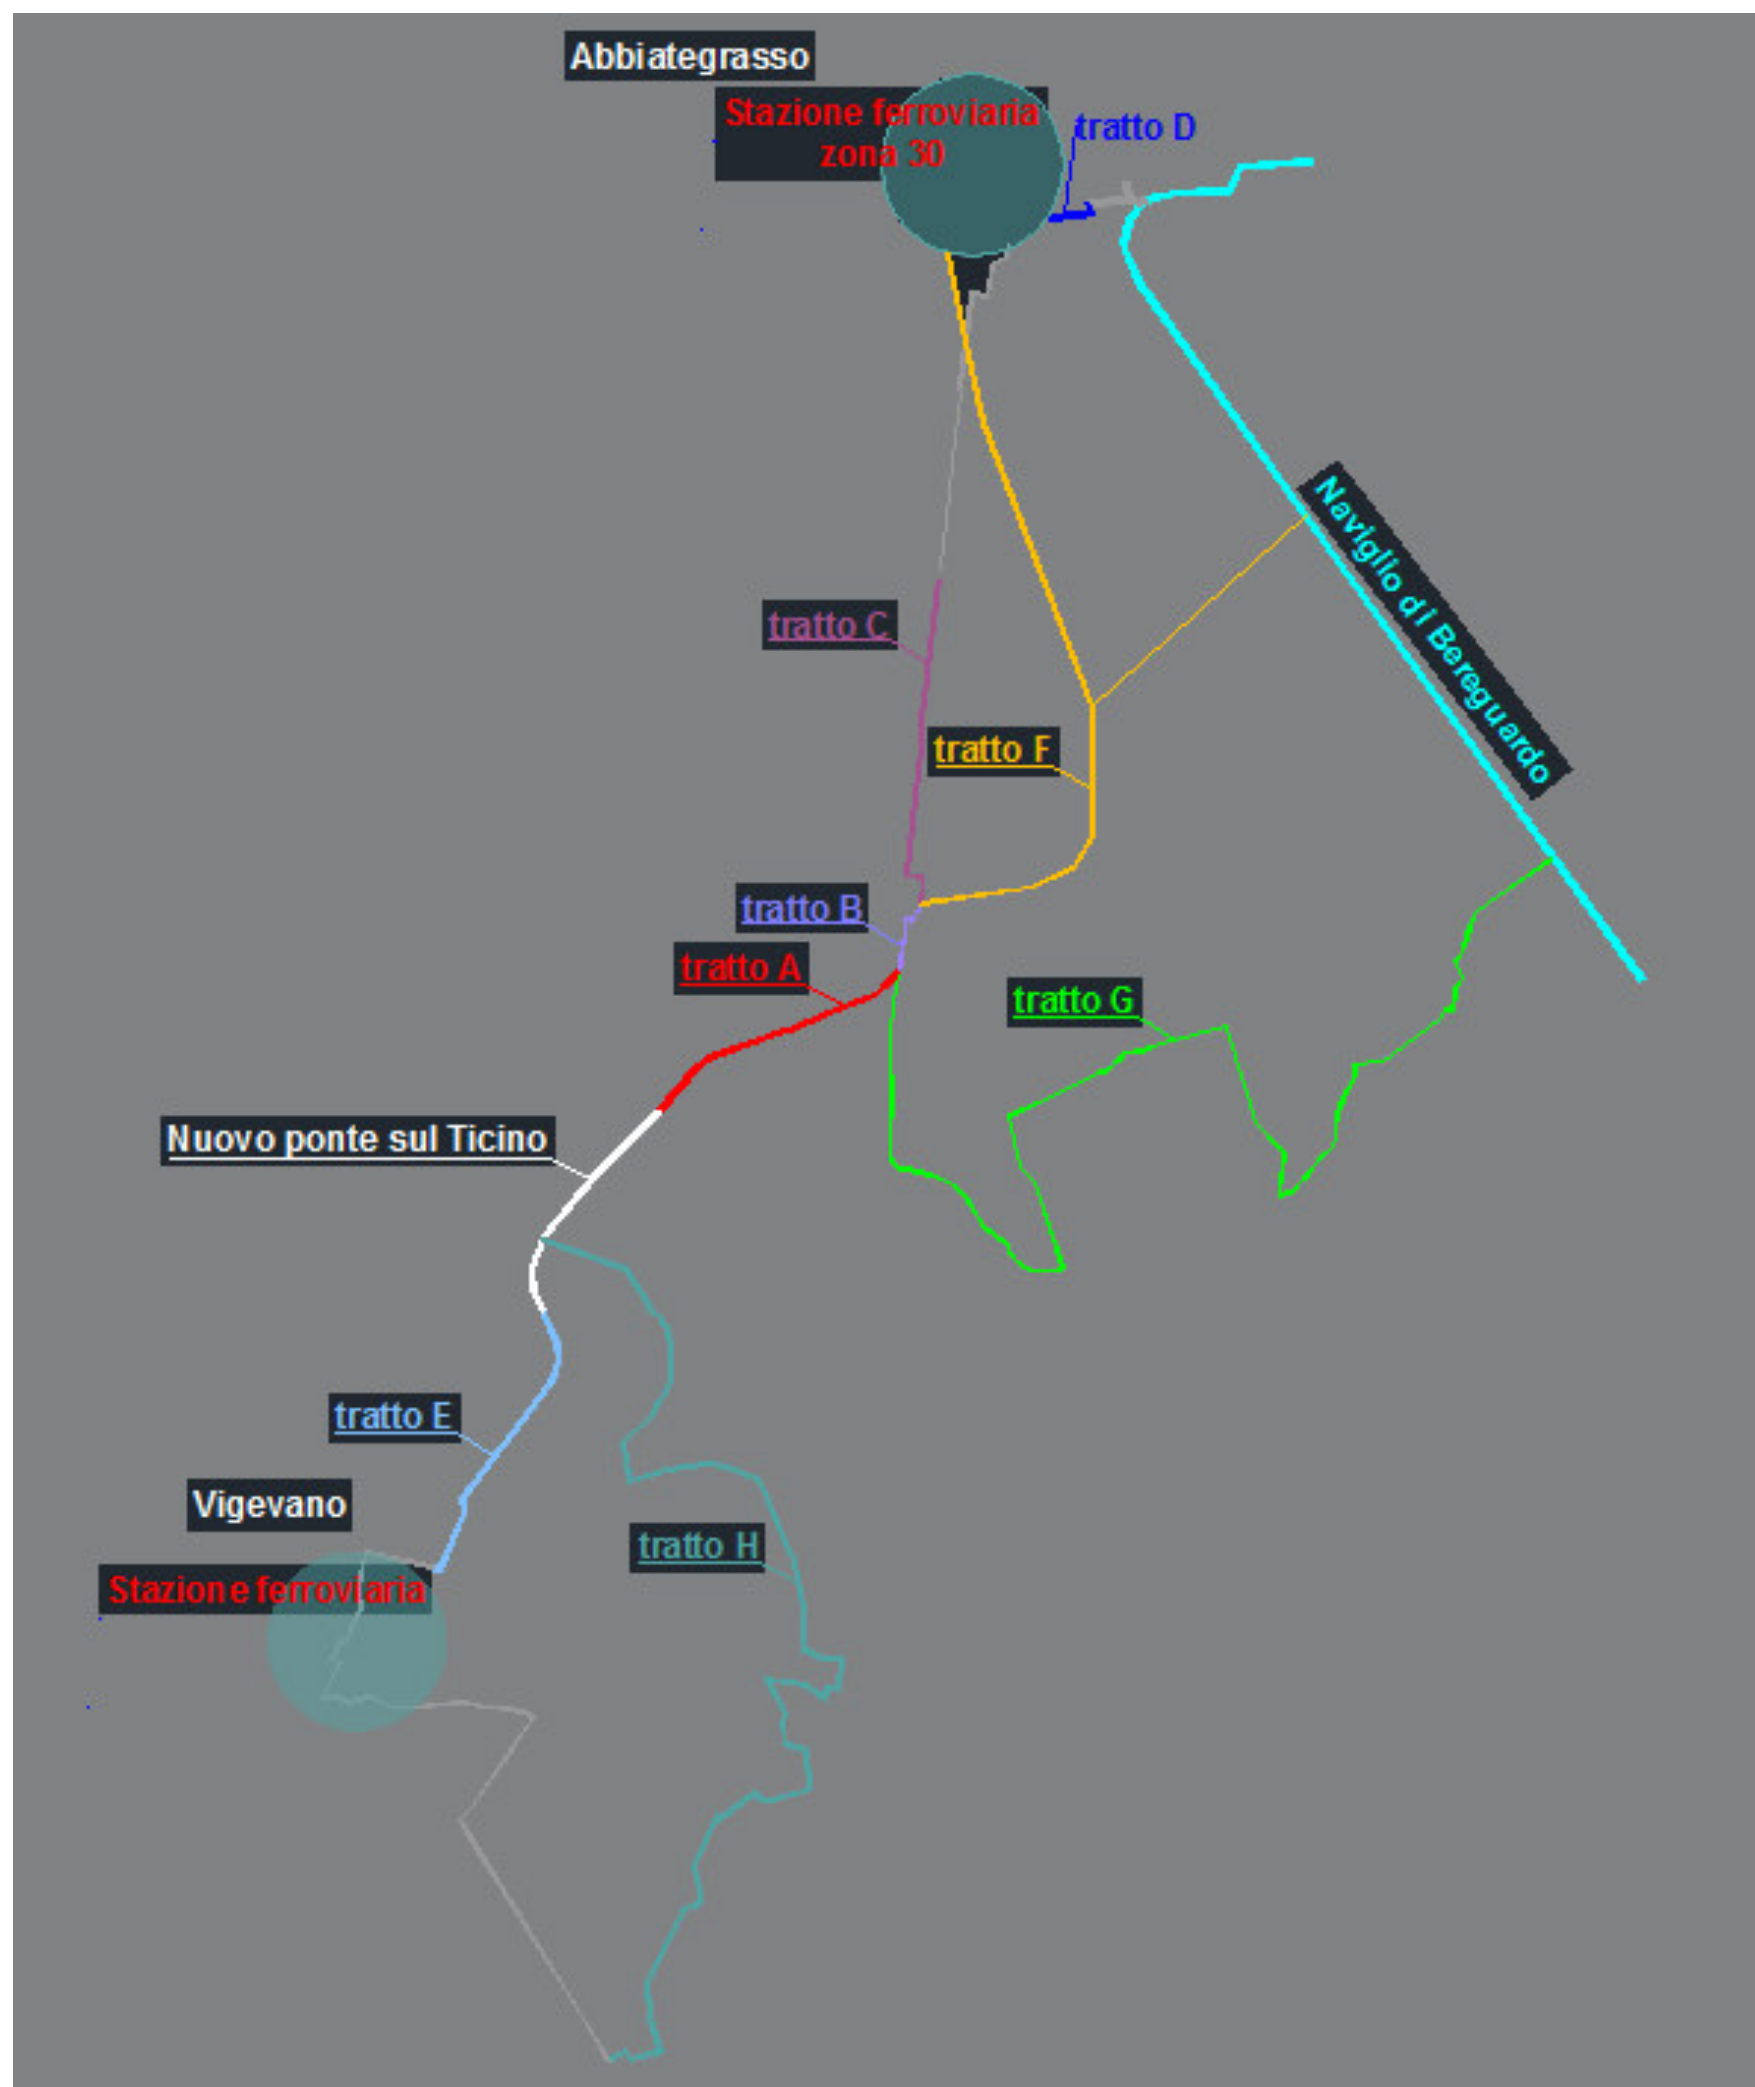 Abbiategrasso
Stazione ferroviaria
zona 30
tratto D
Naviglio di Bereguardo
tratto C
tratto F
tratto B
tratto A
tratto G
Nuovo ponte sul Ticino
tratto E
Vigevano
tratto H
Stazione ferroviaria